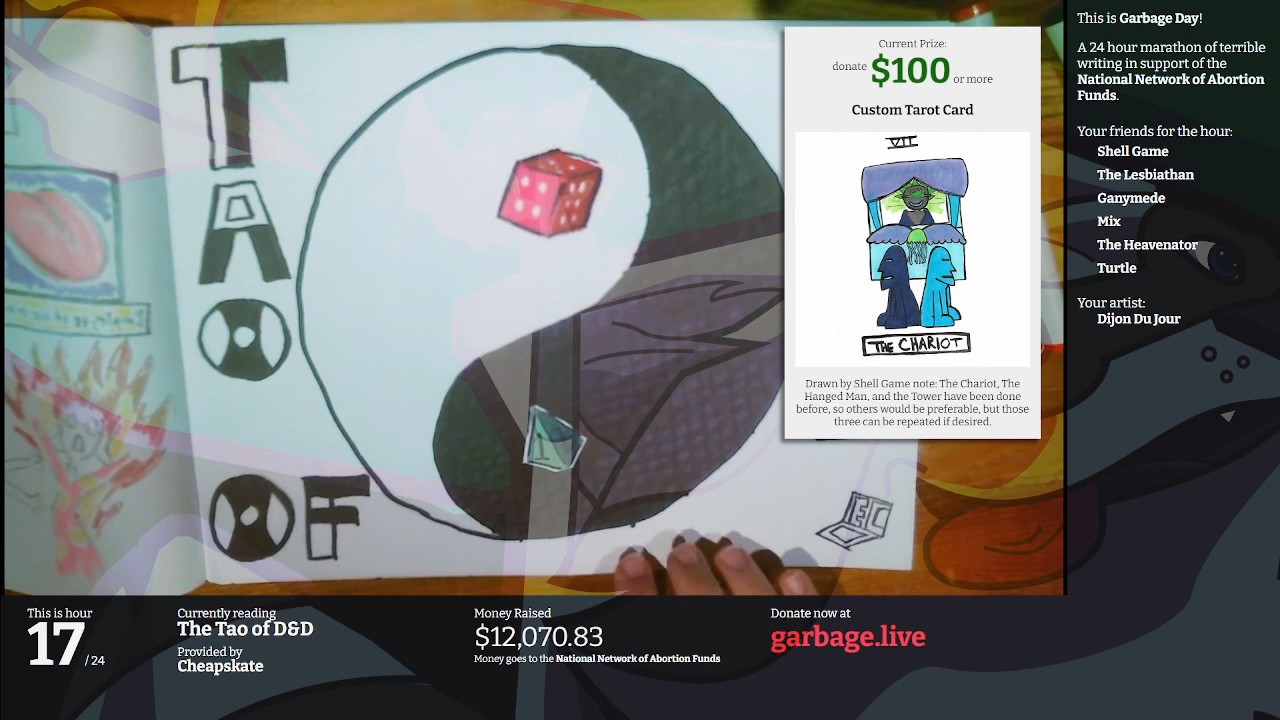 TAO
OF
EC
Current Prize:
donate $100 or more
Custom Tarot Card
VII
THE CHARIOT
Drawn by Shell Game note: The Chariot, The
Hanged Man, and the Tower have been done
before, so others would be preferable, but those
three can be repeated if desired.
This is Garbage Day!
A 24 hour marathon of terrible
writing in support of the
National Network of Abortion
Funds.
Your friends for the hour:
Shell Game
The Lesbiathan
Ganymede
Mix
The Heavenator
Turtle
Your artist:
Dijon Du Jour
This is hour
17 / 24
Currently reading
The Tao of D&D
Provided by
Cheapskate
Money Raised
$12,070.83
Money goes to the National Network of Abortion Funds
Donate now at
garbage.live